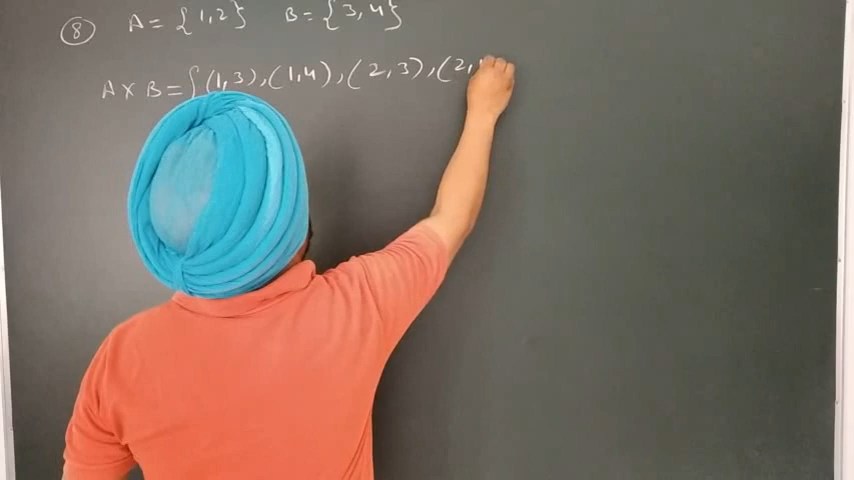 ⑧ A = {1,2} B = {3,4}
A × B = {(1,3),(1,4),(2,3),(2,